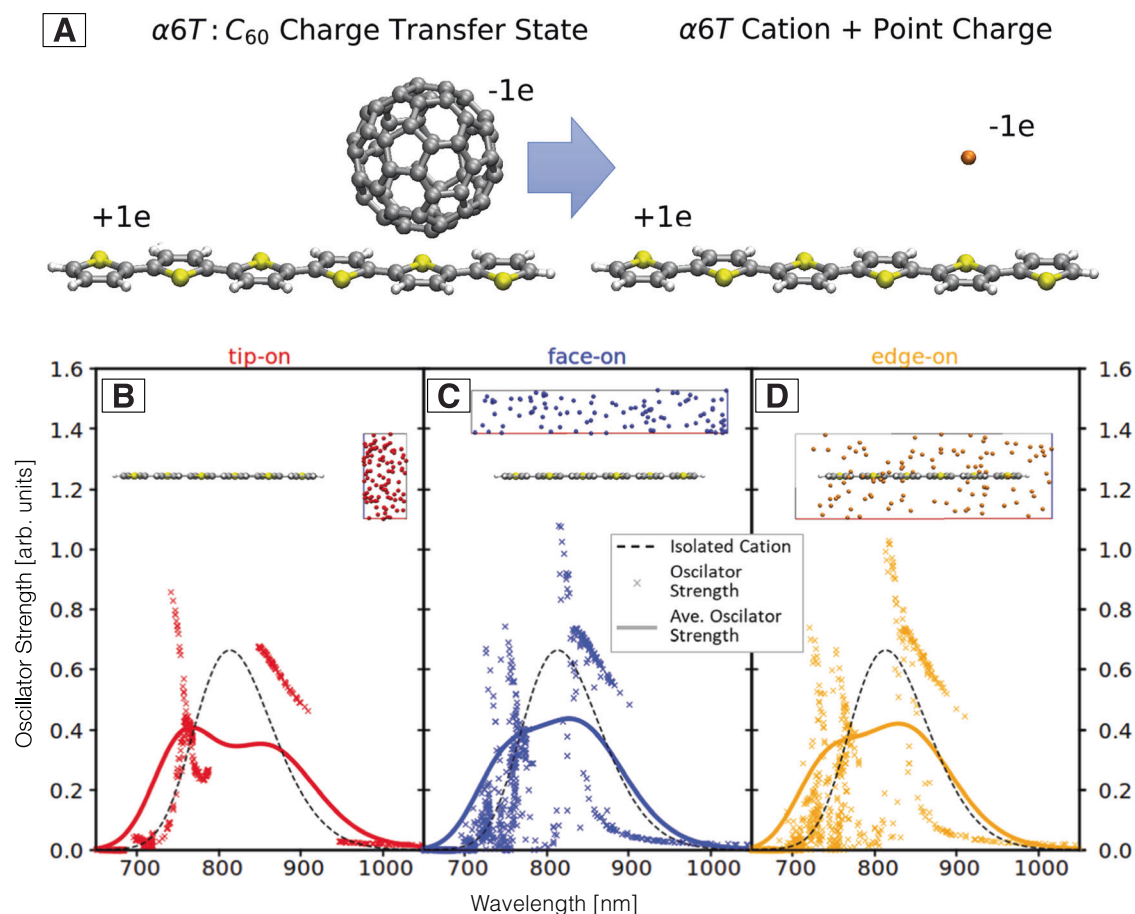 A
α6T : C60 Charge Transfer State
α6T Cation + Point Charge
-1e
+1e
-1e
+1e
tip-on
face-on
edge-on
B
C
D
Oscillator Strength [arb. units]
1.6
1.4
1.2
1.0
0.8
0.6
0.4
0.2
0.0
1.6
1.4
1.2
1.0
0.8
0.6
0.4
0.2
0.0
Isolated Cation
Oscilator
Strength
Ave. Oscilator
Strength
700 800 900 1000
700 800 900 1000
700 800 900 1000
Wavelength [nm]